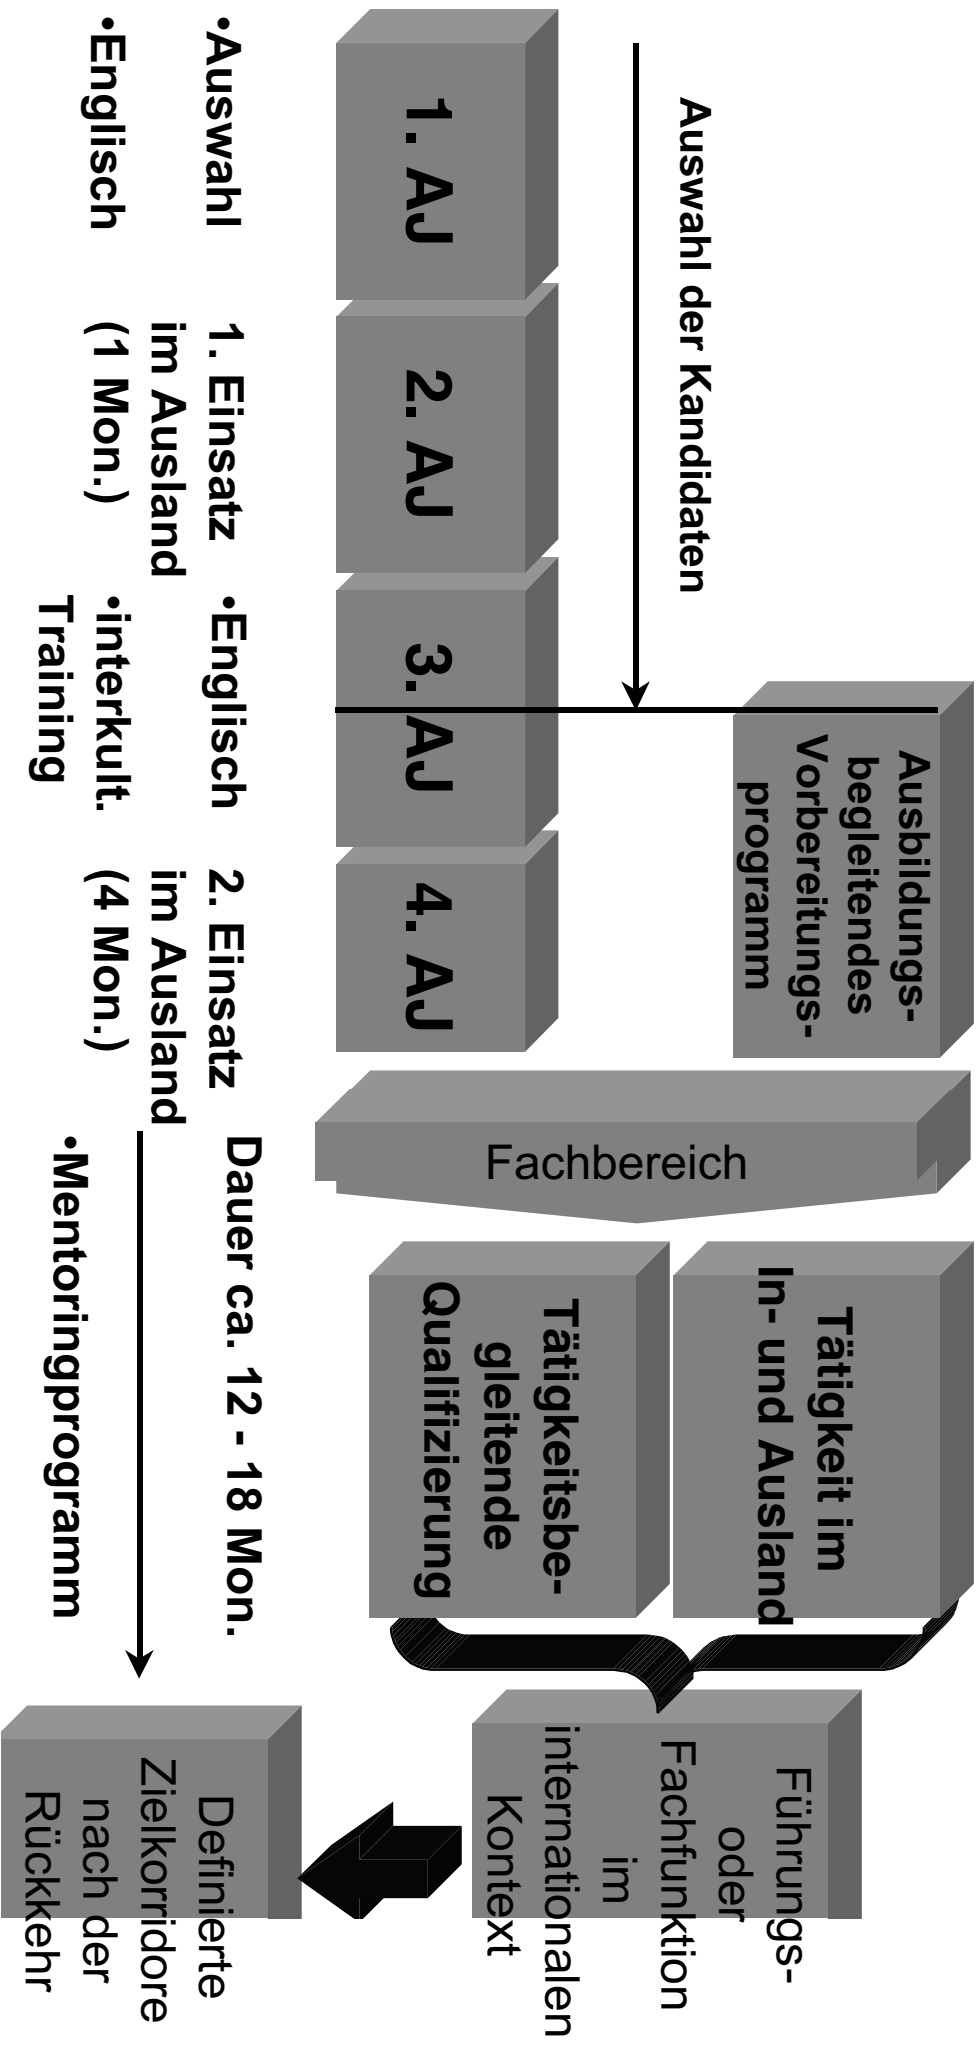 Auswahl der Kandidaten
Ausbildungs-
begleitendes
Vorbereitungs-
programm
1. AJ
2. AJ
3. AJ
4. AJ
•Auswahl
•Englisch
1. Einsatz
im Ausland
(1 Mon.)
•Englisch
•interkult.
Training
2. Einsatz
im Ausland
(4 Mon.)
Fachbereich
Tätigkeit im
In- und Ausland
Tätigkeitsbe-
gleitende
Qualifizierung
Dauer ca. 12 - 18 Mon.
•Mentoringprogramm
Führungs-
oder
Fachfunktion
im
internationalen
Kontext
Definierte
Zielkorridore
nach der
Rückkehr